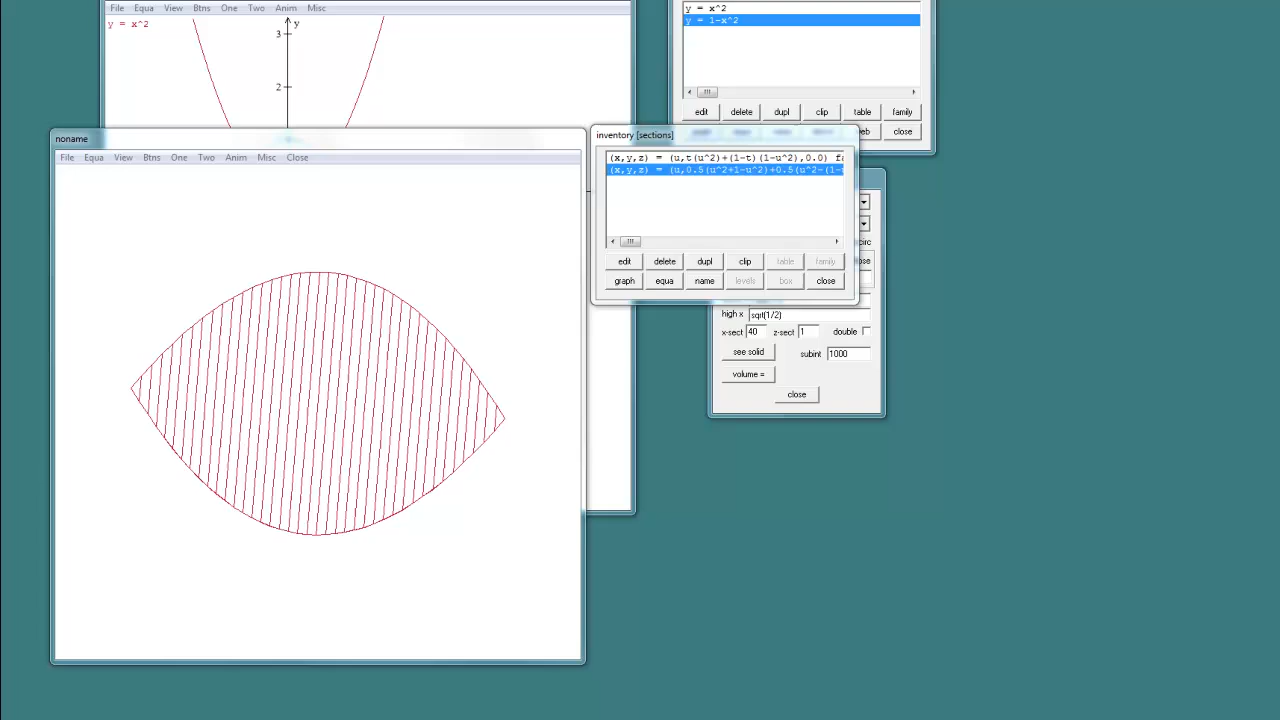 File Equa View Btns One Two Anim Misc
y = x^2
y
3
2
y = x^2
y = 1-x^2
edit delete dupl clip table family
close
noname
File Equa View Btns One Two Anim Misc Close
inventory [sections]
(x,y,z) = (u,t(u^2)+(1-t)(1-u^2),0.0)
(x,y,z) = (u,0.5(u^2+1-u^2)+0.5(u^2-(1-
edit delete dupl clip table family
graph equa name levels box close
high x sqrt(1/2)
x-sect 40 z-sect 1 double
see solid subint 1000
volume =
close